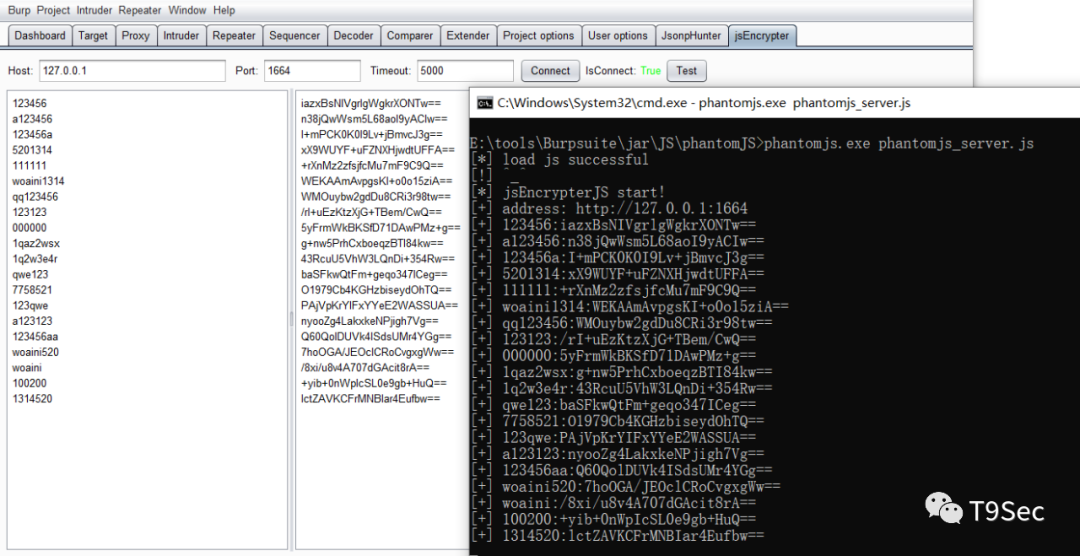 Burp Project Intruder Repeater Window Help
Dashboard Target Proxy Intruder Repeater Sequencer Decoder Comparer Extender Project options User options JsonpHunter jsEncrypter
Host: 127.0.0.1 Port: 1664 Timeout: 5000 Connect IsConnect: True Test
123456
a123456
123456a
5201314
111111
woaini1314
qq123456
123123
000000
1qaz2wsx
1q2w3e4r
qwe123
7758521
123qwe
a123123
123456aa
woaini520
woaini
100200
1314520
iazxBsNIVgrlgWgkrXONTw==
n38jQwWsm5L68aoI9yACIw==
I+mPCK0K0I9Lv+jBmvcJ3g==
xX9WUYF+uFZNXHjwdtUFFA==
+rXnMz2zfsjfcMu7mF9C9Q==
WEKAAmAvpgsKI+o0o15ziA==
WMOuybw2gdDu8CRi3r98tw==
/rI+uEzKtzXjG+TBem/CwQ==
5yFrmWkBKSfD71DAwPMz+g==
g+nw5PrhCxboeqzBTI84kw==
43RcuU5VhW3LQnDi+354Rw==
baSFkwQtFm+geqo347ICeg==
O1979Cb4KGHzbiseydOhTQ==
PAjVpKrYIFxYYeE2WASSUA==
nyooZg4LakxkeNPjigh7Vg==
Q60QolDUVk4ISdsUMr4YGg==
7hoOGA/JEOclCRoCvgxgWw==
/8xi/u8v4A707dGAcit8rA==
+yib+0nWpIcSL0e9gb+HuQ==
lctZAVKCFrMNBIar4Eufbw==
C:\Windows\System32\cmd.exe - phantomjs.exe phantomjs_server.js
E:\tools\Burpsuite\jar\JS\phantomJS>phantomjs.exe phantomjs_server.js
[*] load js successful
[!] ^_^
[*] jsEncrypterJS start!
[+] address: http://127.0.0.1:1664
[+] 123456:iazxBsNIVgrlgWgkrXONTw==
[+] a123456:n38jQwWsm5L68aoI9yACIw==
[+] 123456a:I+mPCK0K0I9Lv+jBmvcJ3g==
[+] 5201314:xX9WUYF+uFZNXHjwdtUFFA==
[+] 111111:+rXnMz2zfsjfcMu7mF9C9Q==
[+] woaini1314:WEKAAmAvpgsKI+o0o15ziA==
[+] qq123456:WMOuybw2gdDu8CRi3r98tw==
[+] 123123:/rI+uEzKtzXjG+TBem/CwQ==
[+] 000000:5yFrmWkBKSfD71DAwPMz+g==
[+] 1qaz2wsx:g+nw5PrhCxboeqzBTI84kw==
[+] 1q2w3e4r:43RcuU5VhW3LQnDi+354Rw==
[+] qwe123:baSFkwQtFm+geqo347ICeg==
[+] 7758521:O1979Cb4KGHzbiseydOhTQ==
[+] 123qwe:PAjVpKrYIFxYYeE2WASSUA==
[+] a123123:nyooZg4LakxkeNPjigh7Vg==
[+] 123456aa:Q60QolDUVk4ISdsUMr4YGg==
[+] woaini520:7hoOGA/JEOclCRoCvgxgWw==
[+] woaini:/8xi/u8v4A707dGAcit8rA==
[+] 100200:+yib+0nWpIcSL0e9gb+HuQ==
[+] 1314520:lctZAVKCFrMNBIar4Eufbw==
T9Sec